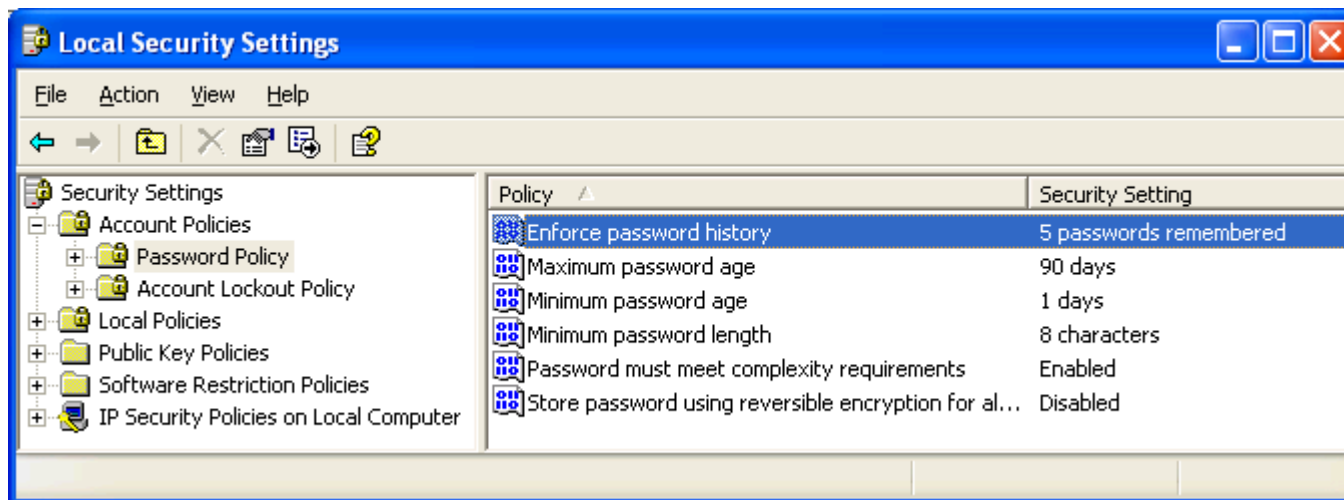 Local Security Settings
File Action View Help
Security Settings
Account Policies
Password Policy
Account Lockout Policy
Local Policies
Public Key Policies
Software Restriction Policies
IP Security Policies on Local Computer
Policy Security Setting
Enforce password history 5 passwords remembered
Maximum password age 90 days
Minimum password age 1 days
Minimum password length 8 characters
Password must meet complexity requirements Enabled
Store password using reversible encryption for al... Disabled